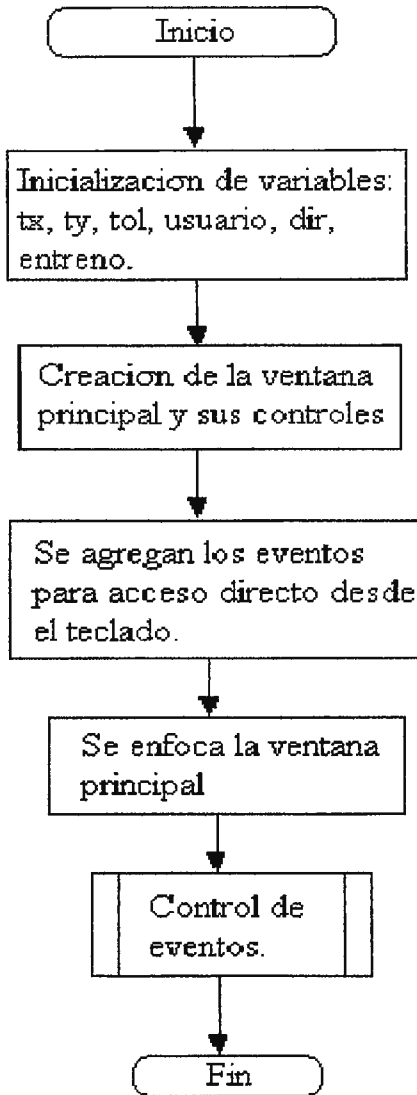 Inicio
Inicializacion de variables:
tx, ty, tol, usuario, dir,
entreno.
Creacion de la ventana
principal y sus controles
Se agregan los eventos
para acceso directo desde
el teclado.
Se enfoca la ventana
principal
Control de
eventos.
Fin